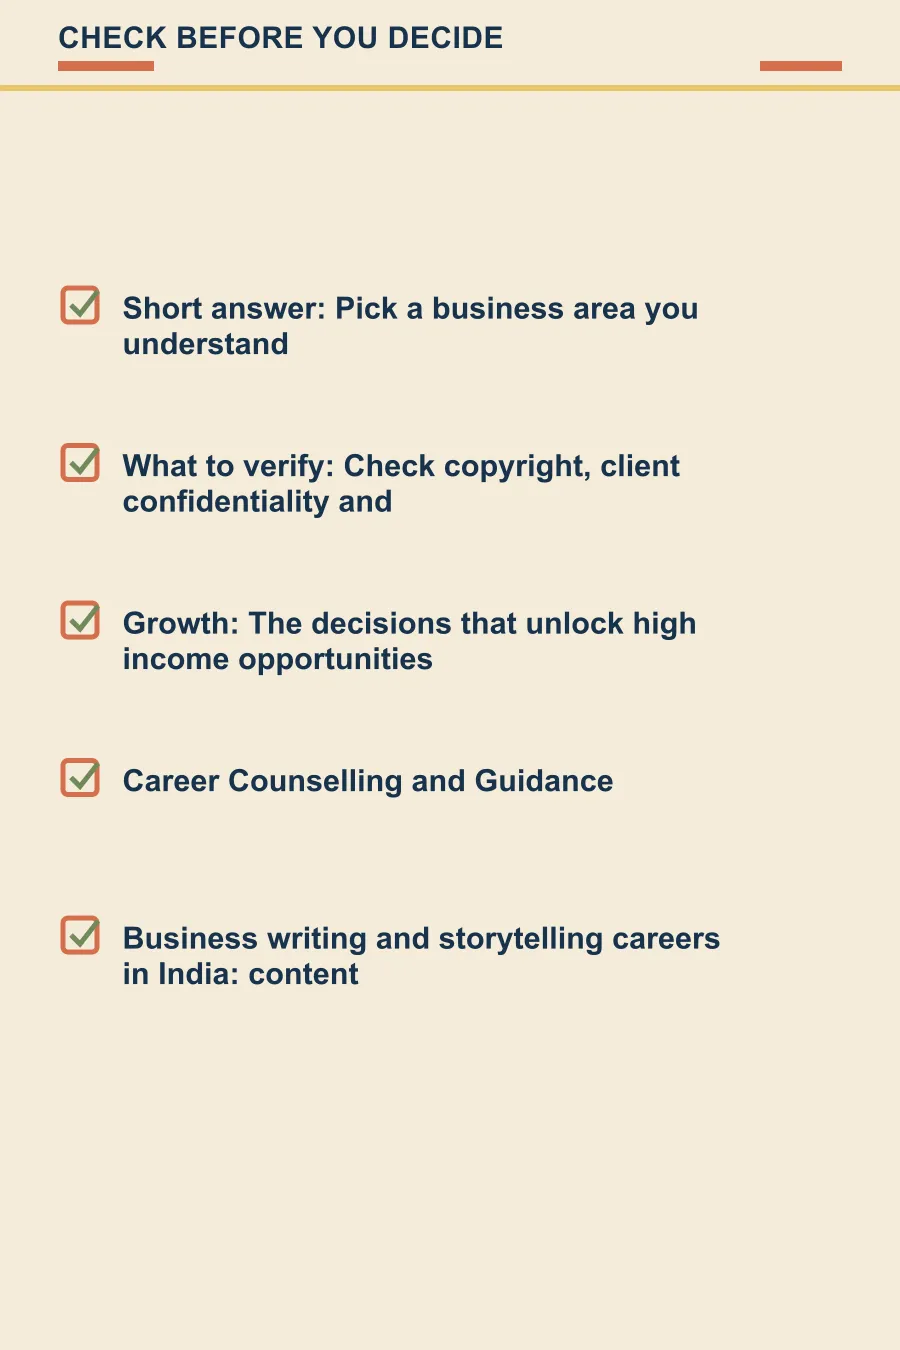 CHECK BEFORE YOU DECIDE
Short answer: Pick a business area you
understand
What to verify: Check copyright, client
confidentiality and
Growth: The decisions that unlock high
income opportunities
Career Counselling and Guidance
Business writing and storytelling careers
in India: content